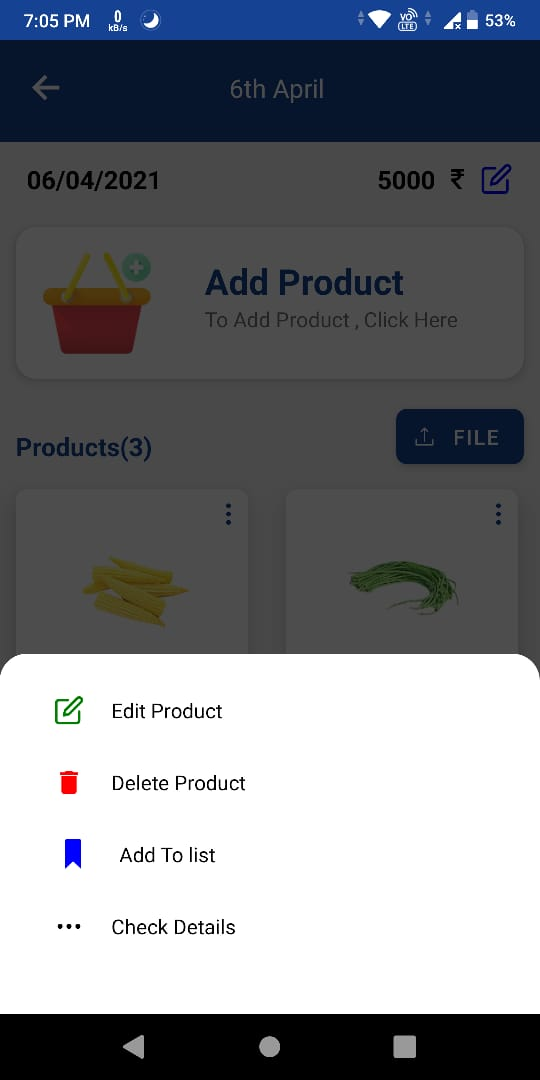 7:05 PM 0 kB/s VO LTE 53%
6th April
06/04/2021 5000 ₹
Add Product
To Add Product , Click Here
Products(3) FILE
Edit Product
Delete Product
Add To list
Check Details